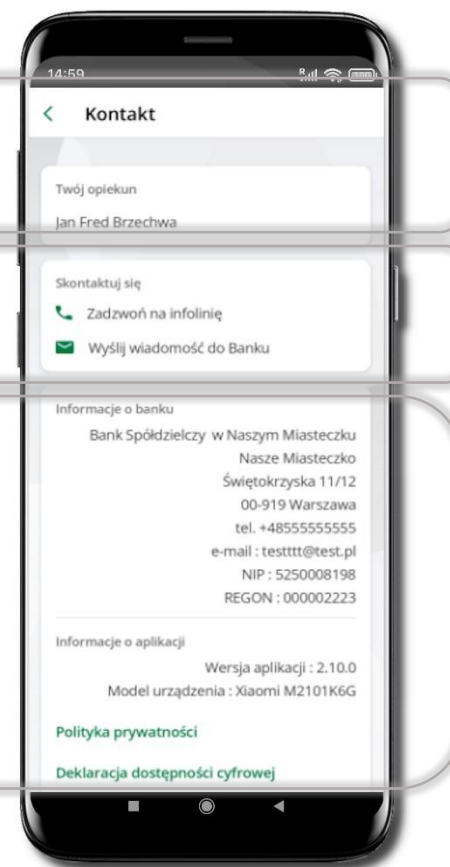 14:59
Kontakt
Twój opiekun
Jan Fred Brzechwa
Skontaktuj się
Zadzwoń na infolinię
Wyślij wiadomość do Banku
Informacje o banku
Bank Spółdzielczy w Naszym Miasteczku
Nasze Miasteczko
Świętokrzyska 11/12
00-919 Warszawa
tel. +48555555555
e-mail : testttt@test.pl
NIP : 5250008198
REGON : 000002223
Informacje o aplikacji
Wersja aplikacji : 2.10.0
Model urządzenia : Xiaomi M2101K6G
Polityka prywatności
Deklaracja dostępności cyfrowej